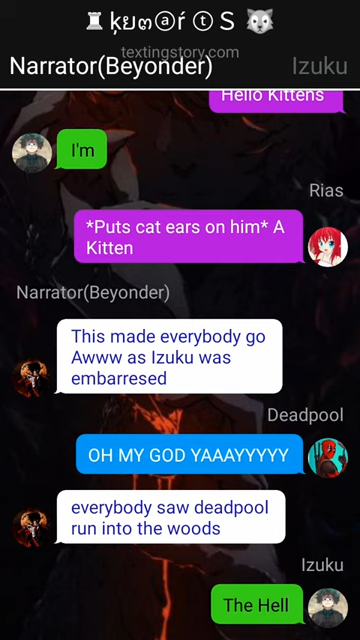 textingstory.com
Narrator(Beyonder) Izuku
Hello Kittens
I'm
Rias
*Puts cat ears on him* A
Kitten
Narrator(Beyonder)
This made everybody go
Awww as Izuku was
embarresed
Deadpool
OH MY GOD YAAAYYYYY
everybody saw deadpool
run into the woods
Izuku
The Hell